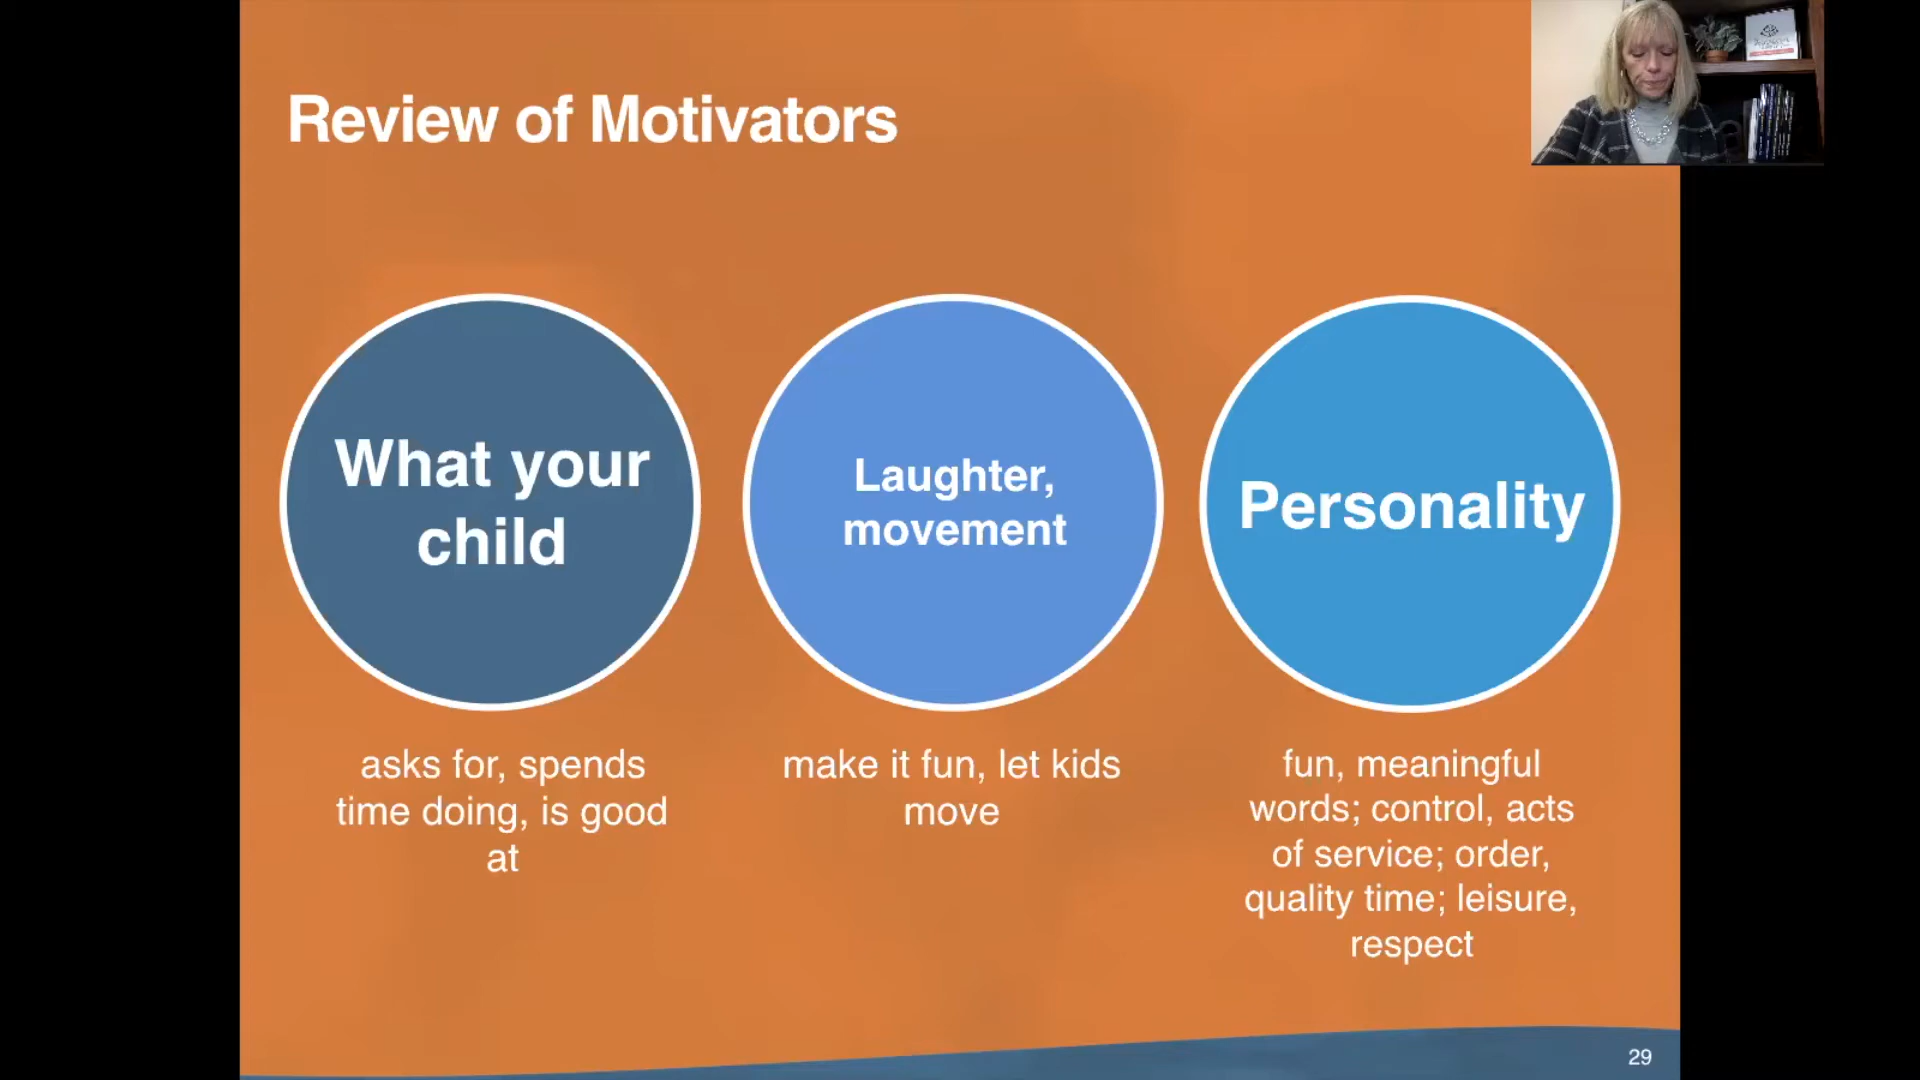 Review of Motivators
What your
child
asks for, spends
time doing, is good
at
Laughter,
movement
make it fun, let kids
move
Personality
fun, meaningful
words; control, acts
of service; order,
quality time; leisure,
respect
29